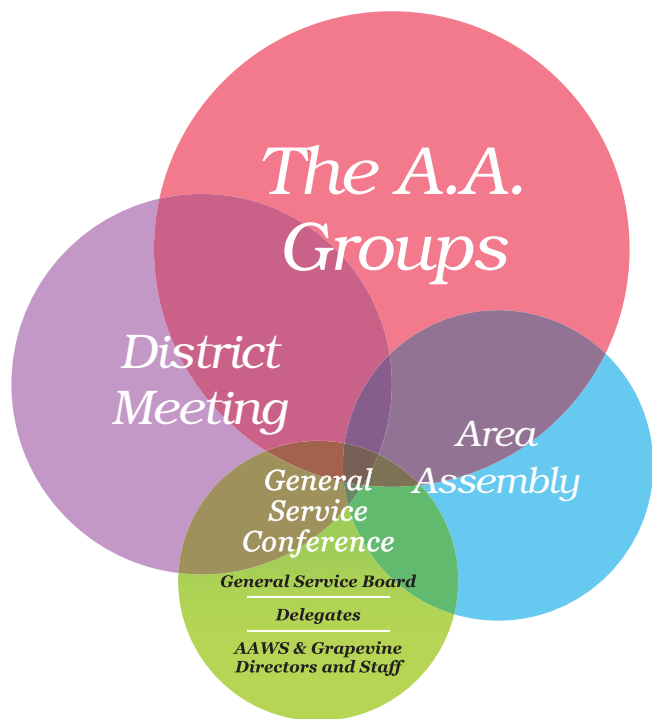 The A.A.
Groups
District
Meeting
Area
Assembly
General
Service
Conference
General Service Board
Delegates
AAWS & Grapevine
Directors and Staff